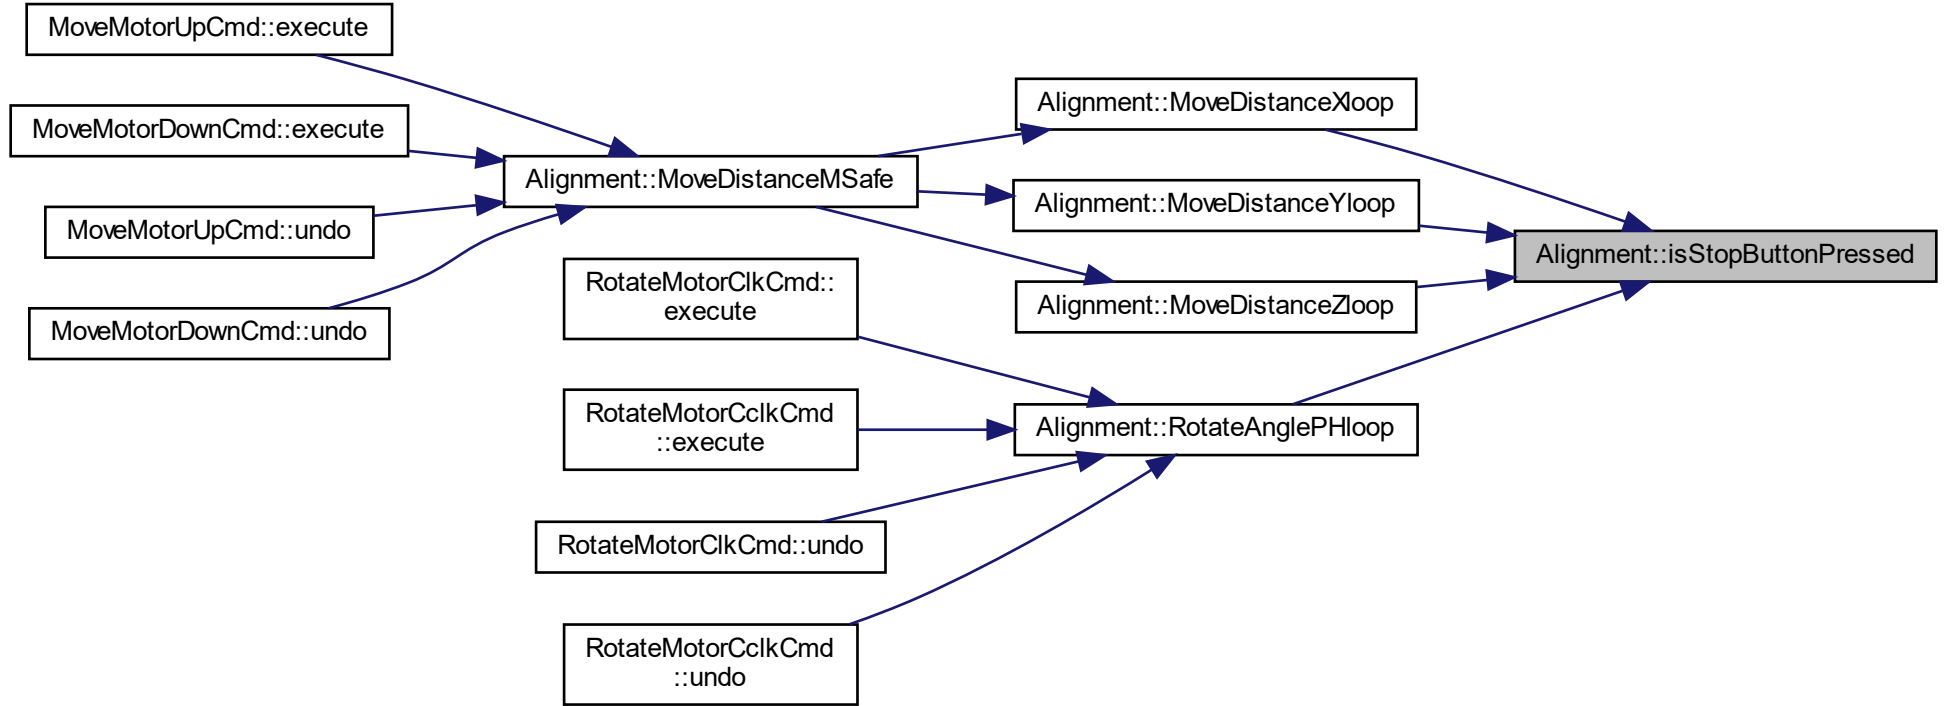 MoveMotorUpCmd::execute
MoveMotorDownCmd::execute
MoveMotorUpCmd::undo
MoveMotorDownCmd::undo
Alignment::MoveDistanceMSafe
RotateMotorClkCmd::
execute
RotateMotorCclkCmd
::execute
RotateMotorClkCmd::undo
RotateMotorCclkCmd
::undo
Alignment::MoveDistanceXloop
Alignment::MoveDistanceYloop
Alignment::MoveDistanceZloop
Alignment::RotateAnglePHloop
Alignment::isStopButtonPressed